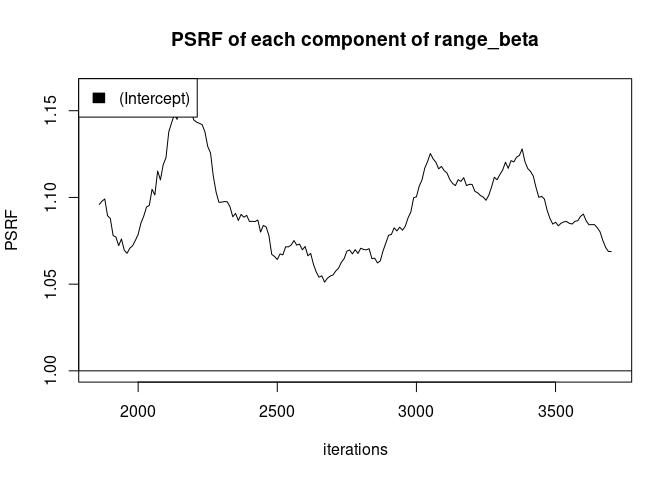 PSRF of each component of range_beta
(Intercept)
PSRF
1.15
1.10
1.05
1.00
2000 2500 3000 3500
iterations